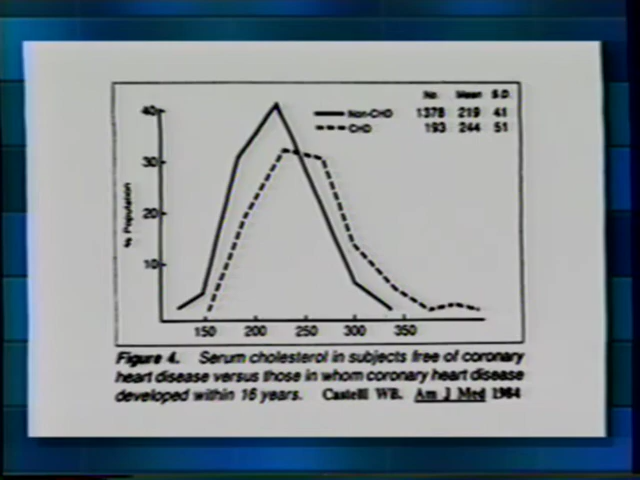 No. Mean S.D.
Non-CHD 1378 219 41
CHD 193 244 51
40
30
20
10
% Population
150 200 250 300 350
Figure 4. Serum cholesterol in subjects free of coronary
heart disease versus those in whom coronary heart disease
developed within 16 years. Castelli WB. Am J Med 1984